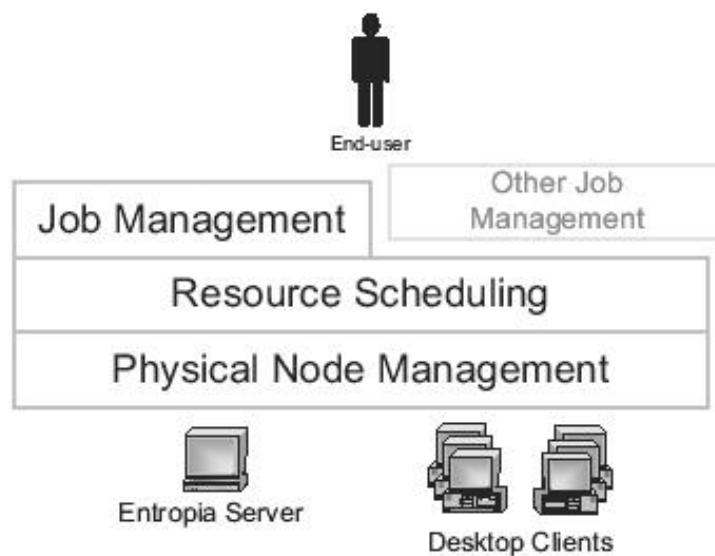 End-user
Job Management
Other Job
Management
Resource Scheduling
Physical Node Management
Entropia Server
Desktop Clients